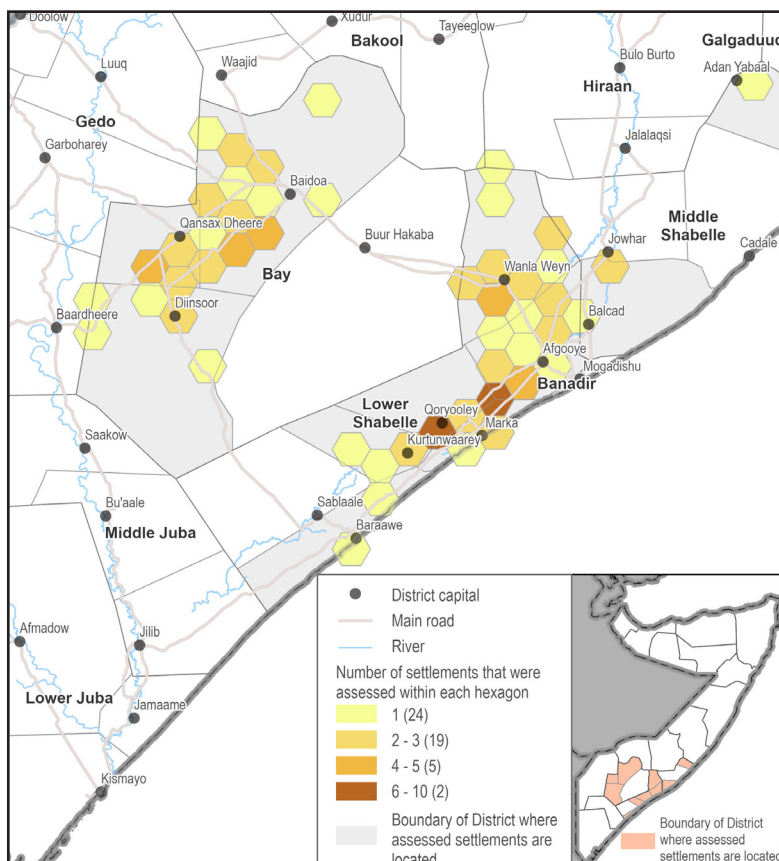 Doolow
Xudur
Tayeeglow
Bakool
Galgaduud
Luuq
Waajid
Bulo Burto
Adan Yabaal
Hiraan
Gedo
Garboharey
Jalalaqsi
Baidoa
Qansax Dheere
Buur Hakaba
Middle
Shabelle
Jowhar
Cadale
Bay
Wanla Weyn
Diinsoor
Baardheere
Balcad
Afgooye
Mogadishu
Banadir
Lower
Shabelle
Qoryooley
Marka
Kurtunwaarey
Saakow
Sablaale
Bu'aale
Middle Juba
Baraawe
Afmadow
Jilib
Lower Juba
Jamaame
Kismayo
District capital
Main road
River
Number of settlements that were
assessed within each hexagon
1 (24)
2 - 3 (19)
4 - 5 (5)
6 - 10 (2)
Boundary of District where
assessed settlements are
located
Boundary of District
where assessed
settlements are located